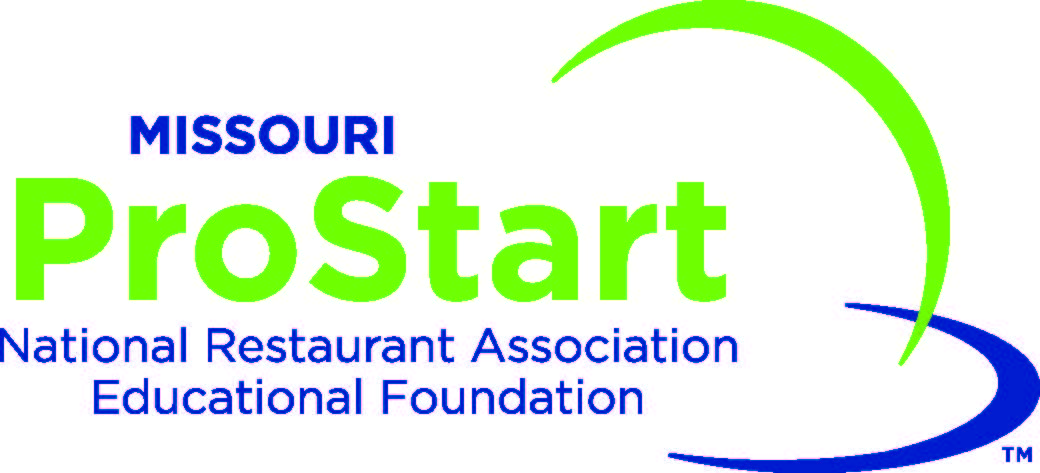 MISSOURI
ProStart
National Restaurant Association
Educational Foundation
TM